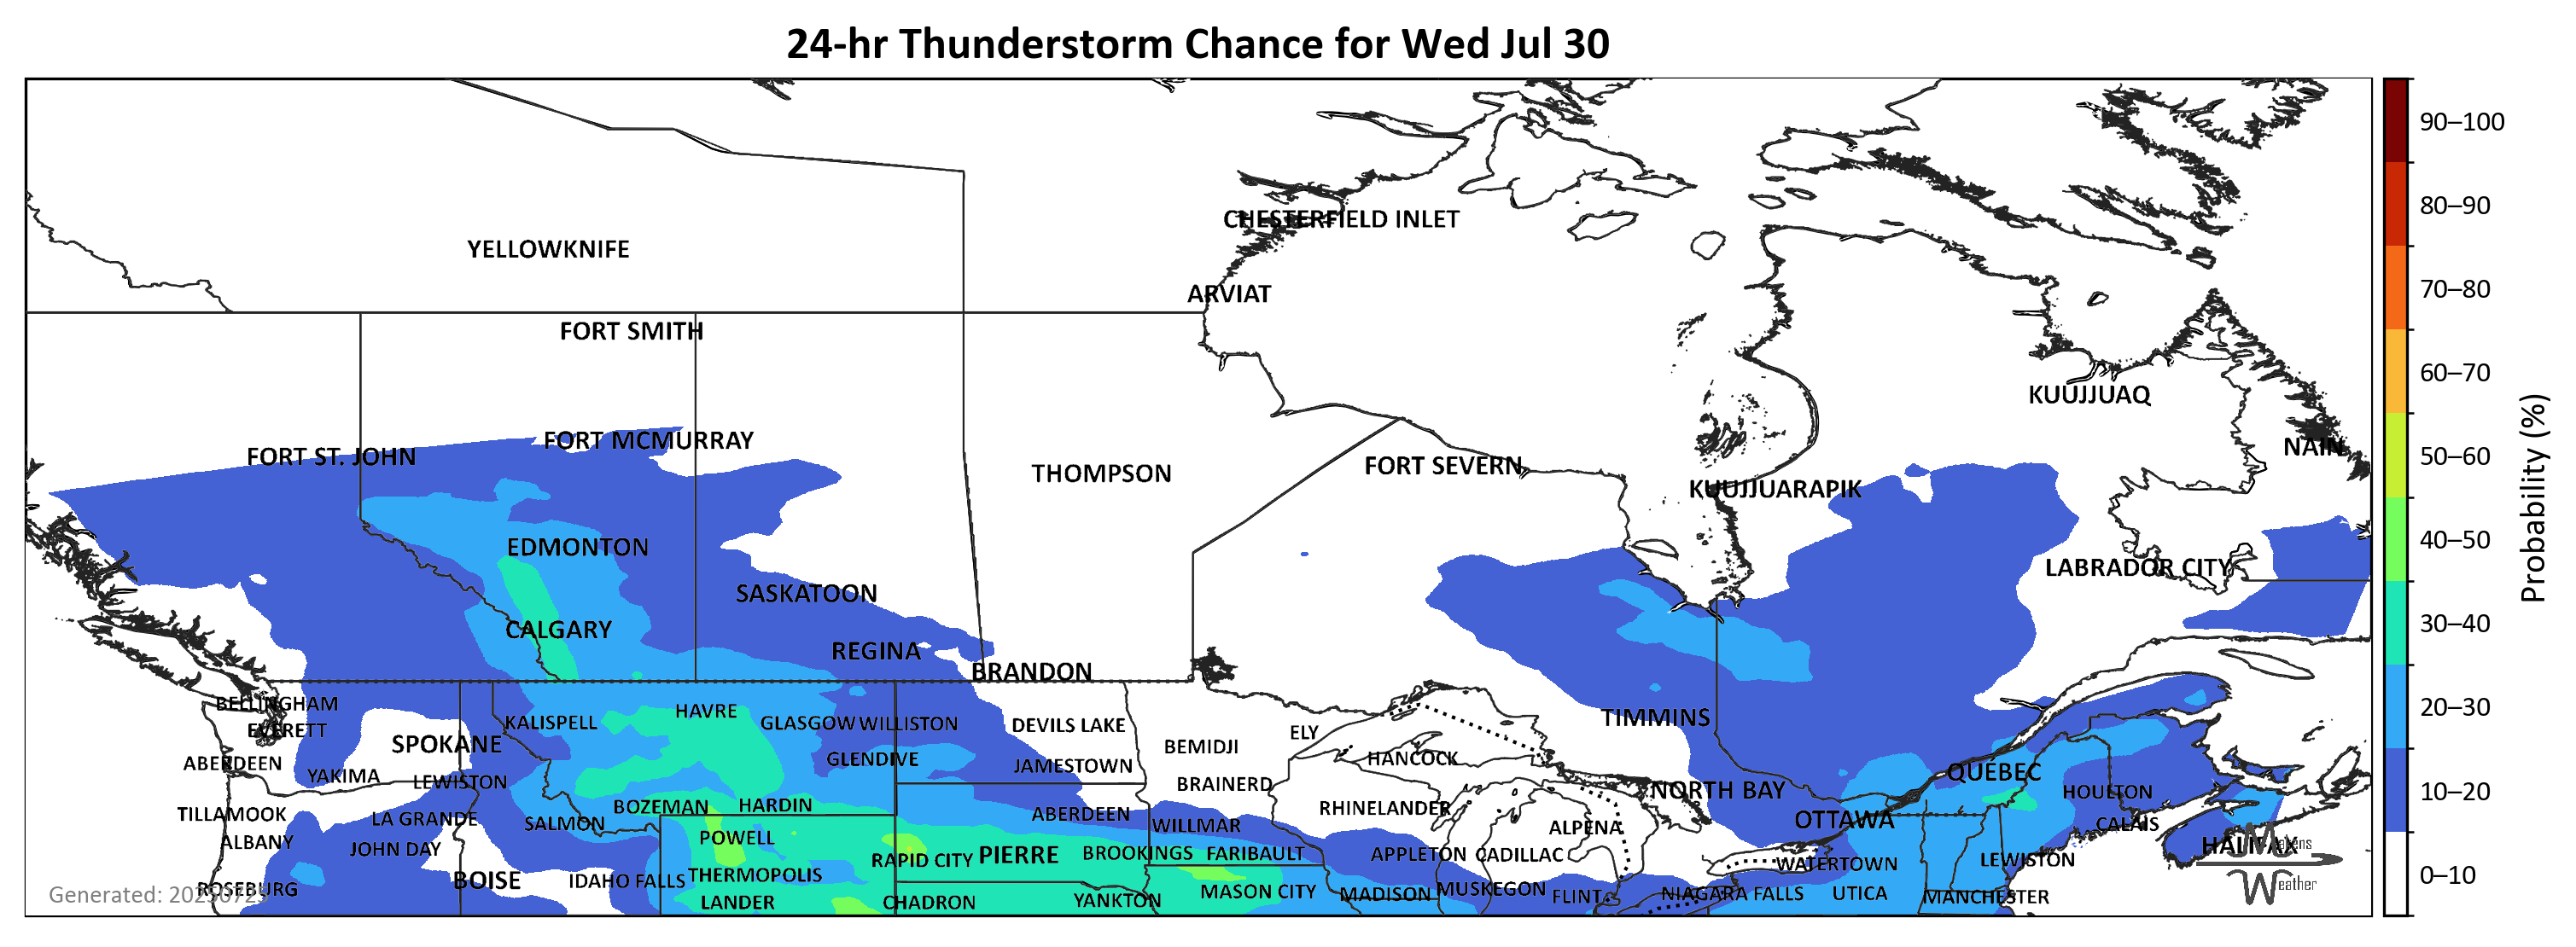 24-hr Thunderstorm Chance for Wed Jul 30
90–100
80–90
70–80
60–70
50–60
40–50
30–40
20–30
10–20
0–10
Probability (%)
CHESTERFIELD INLET
YELLOWKNIFE
ARVIAT
FORT SMITH
KUUJJUAQ
FORT MCMURRAY
NAIN
FORT ST. JOHN
FORT SEVERN
THOMPSON
KUUJJUARAPIK
EDMONTON
LABRADOR CITY
SASKATOON
CALGARY
REGINA
BRANDON
BELLINGHAM
HAVRE
TIMMINS
KALISPELL
GLASGOW
WILLISTON
DEVILS LAKE
EVERETT
ELY
SPOKANE
BEMIDJI
HANCOCK
GLENDIVE
ABERDEEN
JAMESTOWN
QUÉBEC
YAKIMA
LEWISTON
BRAINERD
NORTH BAY
HOULTON
BOZEMAN
HARDIN
RHINELANDER
TILLAMOOK
ABERDEEN
LA GRANDE
SALMON
WILLMAR
ALPENA
OTTAWA
CALAIS
POWELL
ALBANY
HALIFAX
JOHN DAY
BROOKINGS
FARIBAULT
PIERRE
APPLETON
CADILLAC
RAPID CITY
WATERTOWN
LEWISTON
THERMOPOLIS
BOISE
IDAHO FALLS
ROSEBURG
MASON CITY
MUSKEGON
MADISON
NIAGARA FALLS
UTICA
FLINT
MANCHESTER
LANDER
CHADRON
YANKTON
Weather